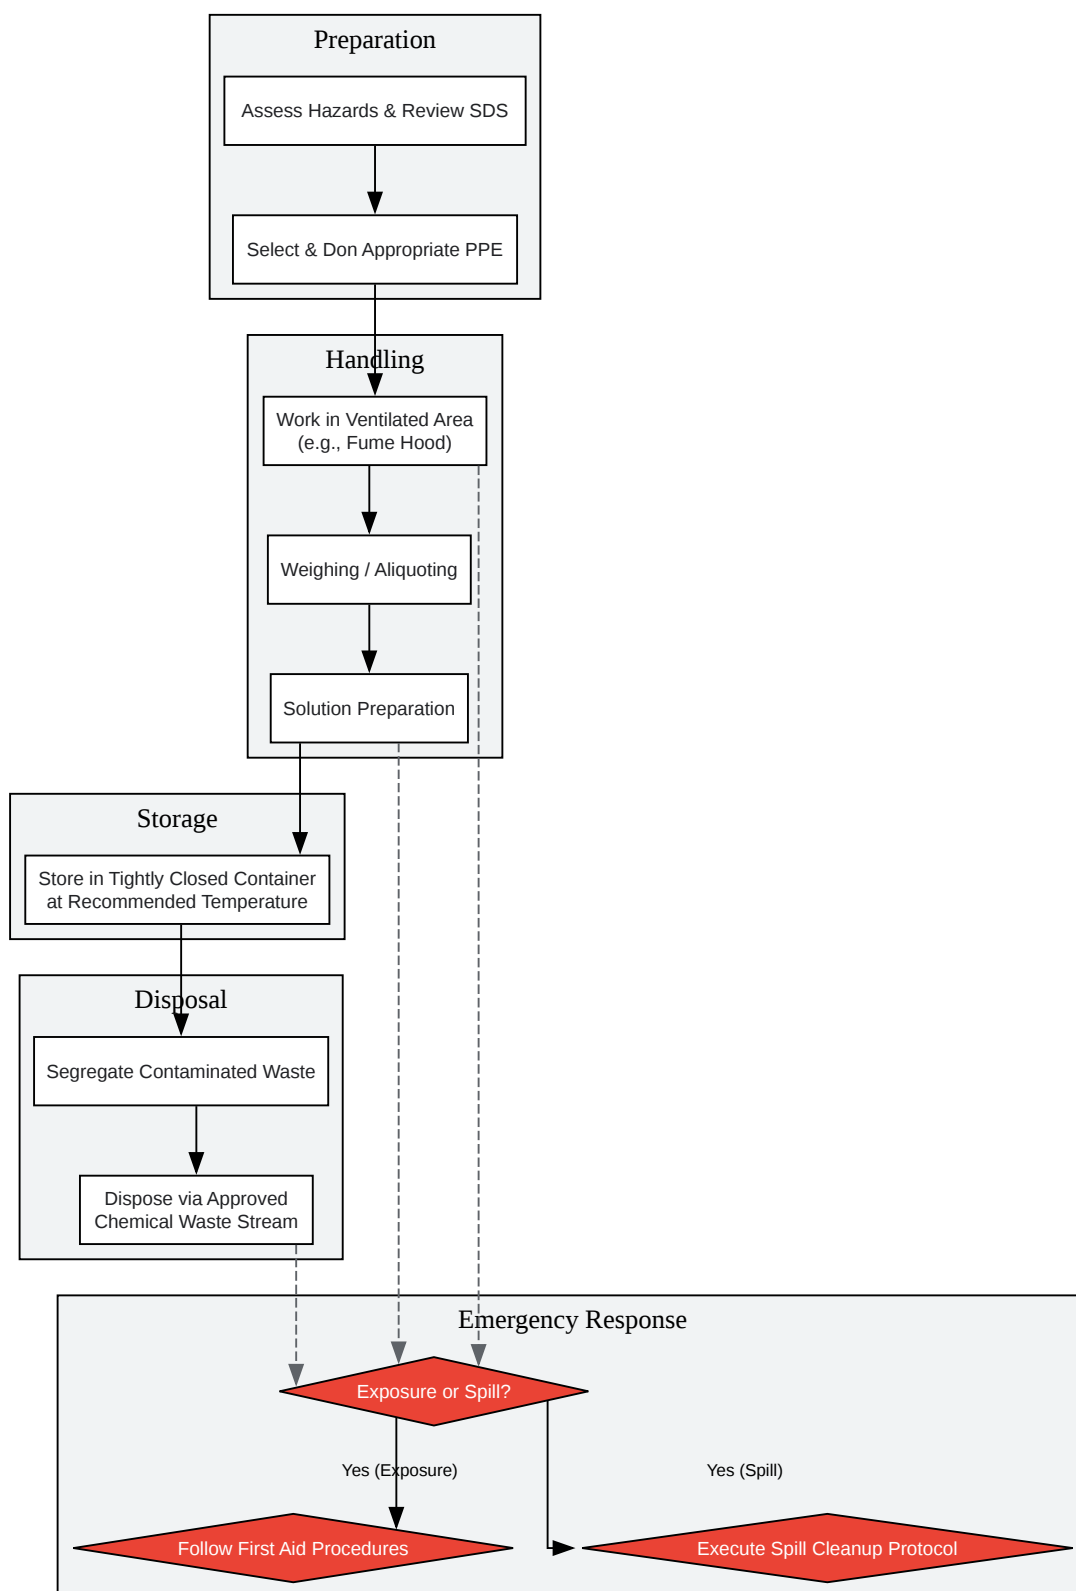 Preparation
Assess Hazards & Review SDS
Select & Don Appropriate PPE
Handling
Work in Ventilated Area
(e.g., Fume Hood)
Weighing / Aliquoting
Solution Preparation
Storage
Store in Tightly Closed Container
at Recommended Temperature
Disposal
Segregate Contaminated Waste
Dispose via Approved
Chemical Waste Stream
Emergency Response
Exposure or Spill?
Yes (Exposure)
Yes (Spill)
Follow First Aid Procedures
Execute Spill Cleanup Protocol